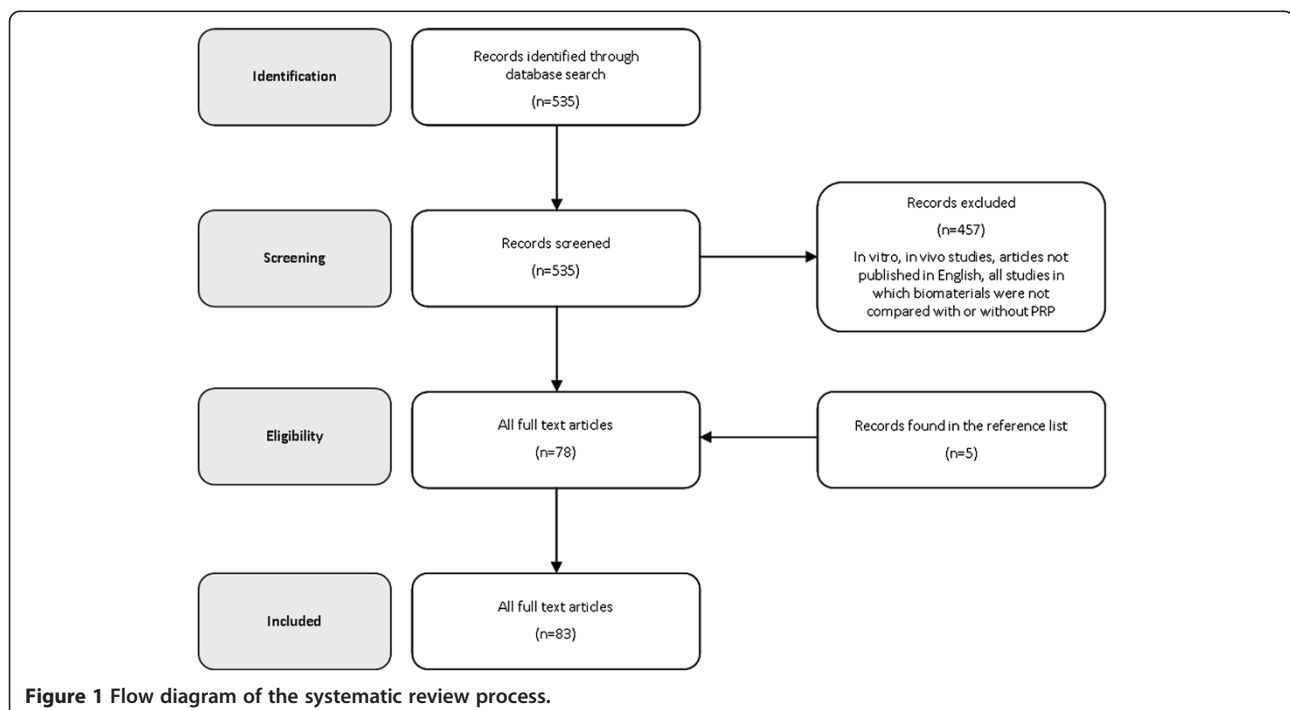 Identification
Records identified through
database search
(n=535)
Screening
Records screened
(n=535)
Records excluded
(n=457)
In vitro, in vivo studies, articles not
published in English, all studies in
which biomaterials were not
compared with or without PRP
Eligibility
All full text articles
(n=78)
Records found in the reference list
(n=5)
Included
All full text articles
(n=83)
Figure 1 Flow diagram of the systematic review process.